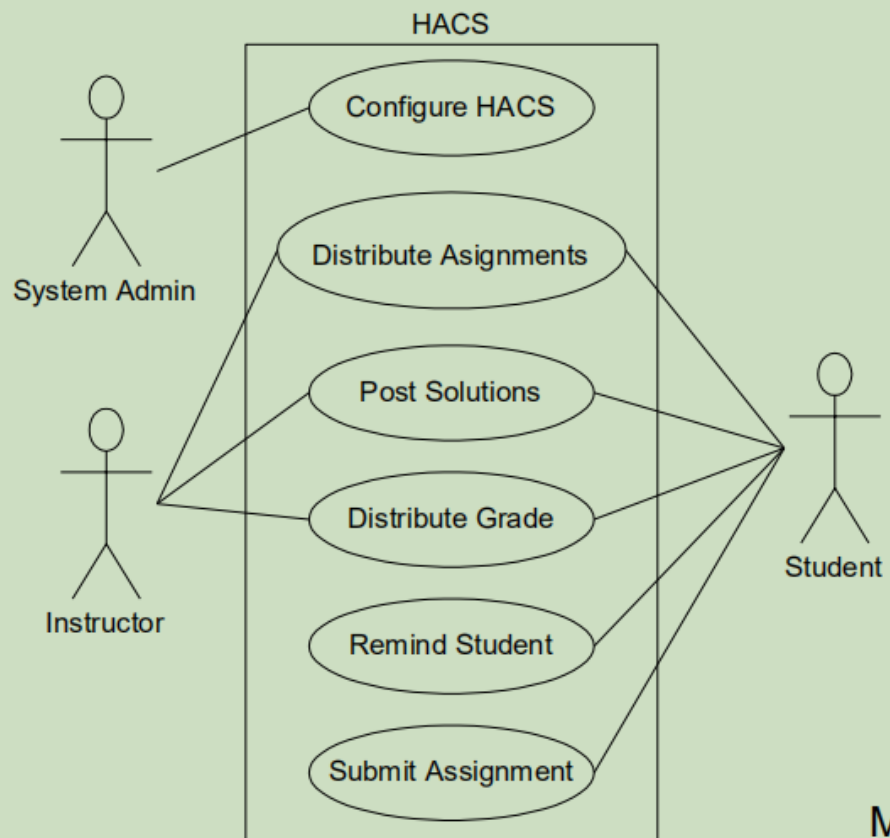 HACS
Configure HACS
System Admin
Distribute Asignments
Post Solutions
Instructor
Distribute Grade
Student
Remind Student
Submit Assignment
M